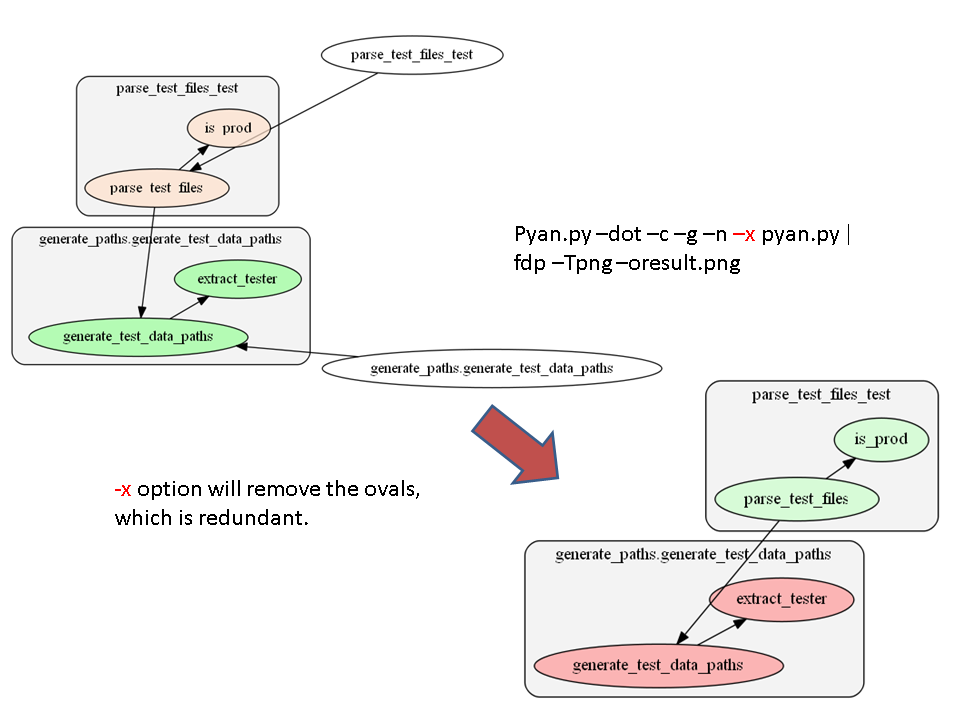 parse_test_files_test
parse_test_files_test
is_prod
parse_test_files
generate_paths.generate_test_data_paths
extract_tester
generate_test_data_paths
generate_paths.generate_test_data_paths
Pyan.py –dot –c –g –n –x pyan.py |
fdp –Tpng –oresult.png
-x option will remove the ovals,
which is redundant.
parse_test_files_test
is_prod
parse_test_files
generate_paths.generate_test_data_paths
extract_tester
generate_test_data_paths